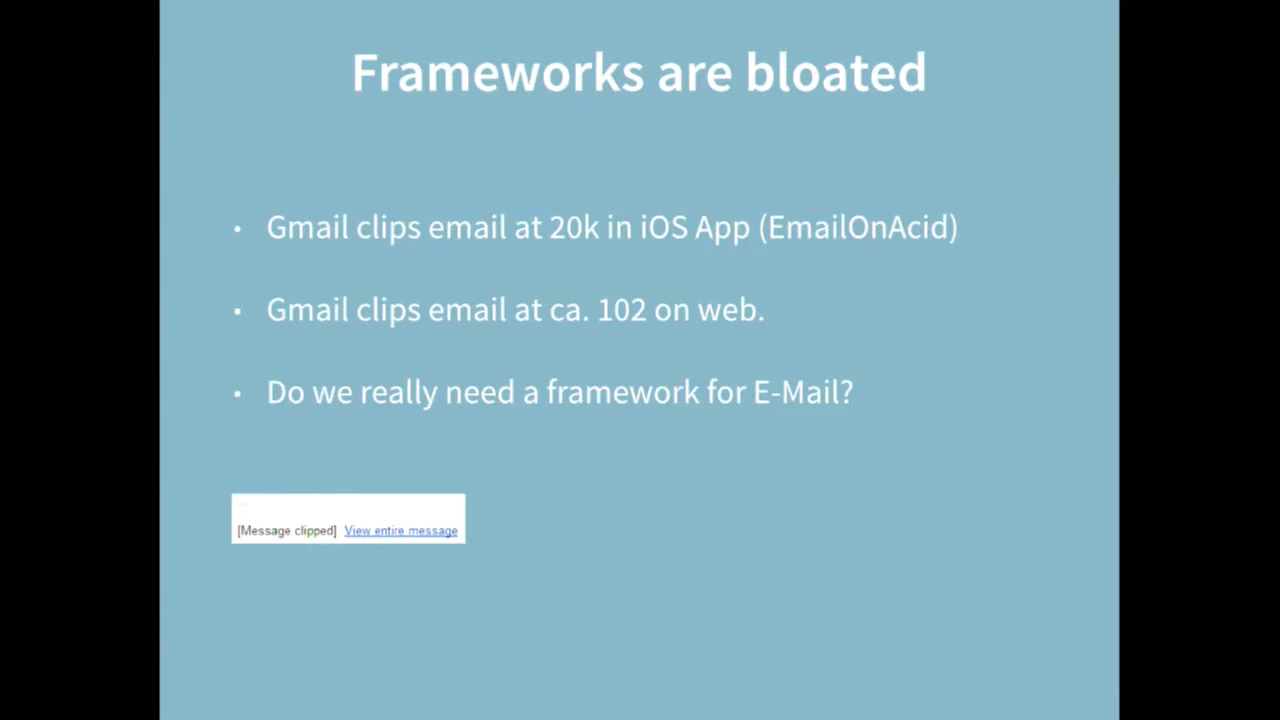 Frameworks are bloated
• Gmail clips email at 20k in iOS App (EmailOnAcid)
• Gmail clips email at ca. 102 on web.
• Do we really need a framework for E-Mail?
...
[Message clipped] View entire message